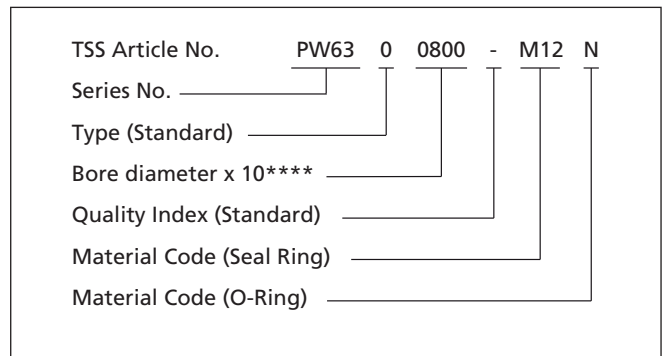 TSS Article No. PW63 0 0800 - M12 N
Series No.
Type (Standard)
Bore diameter x 10****
Quality Index (Standard)
Material Code (Seal Ring)
Material Code (O-Ring)